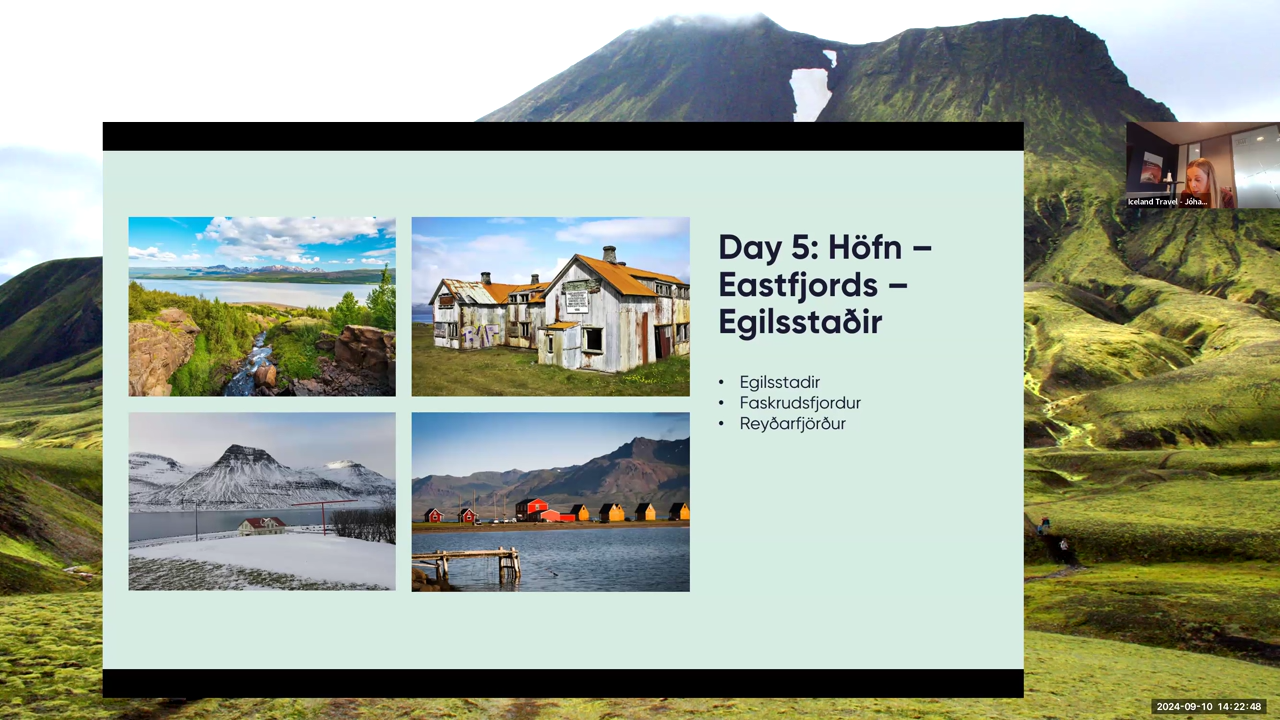 Day 5: Höfn –
Eastfjords –
Egilsstaðir
• Egilsstadir
• Faskrudsfjordur
• Reyðarfjörður
Iceland Travel - Jóha...
2024-09-10 14:22:48